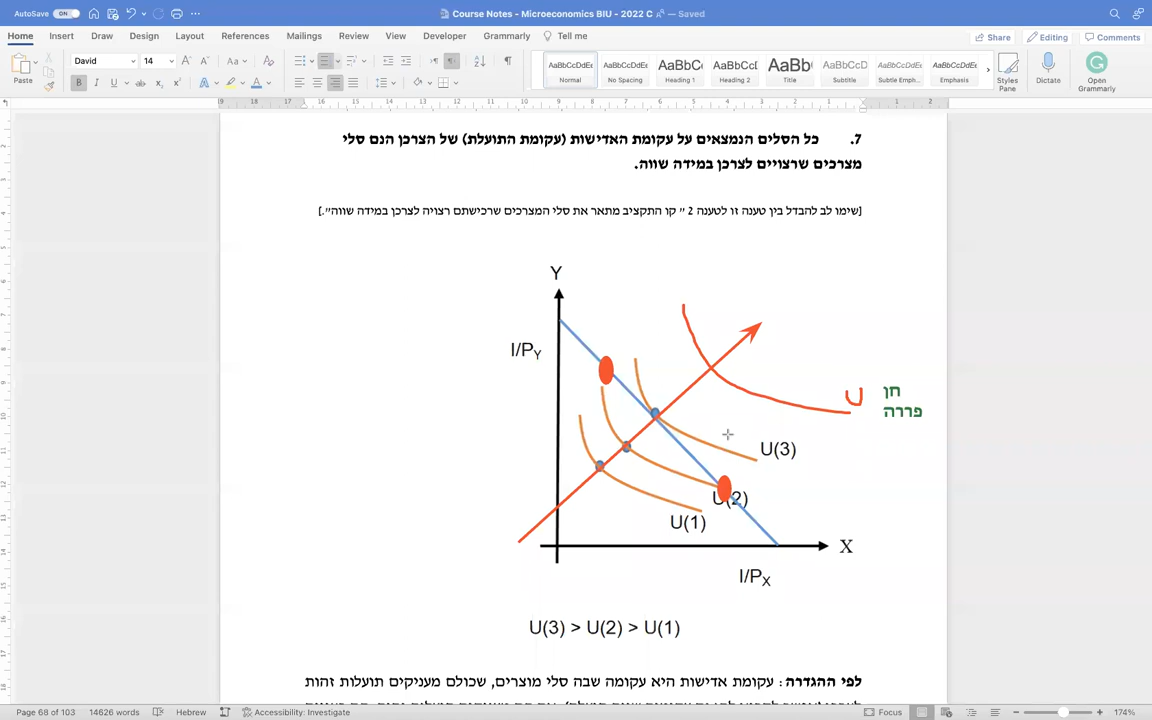 AutoSave ON
Course Notes - Microeconomics BIU - 2022 C — Saved
Home Insert Draw Design Layout References Mailings Review View Developer Grammarly Tell me
Share Editing Comments
Paste David 14
Normal No Spacing Heading 1 Heading 2 Title Subtitle Subtle Emph... Emphasis
Styles Pane Dictate Open Grammarly
7. כל הסלים הנמצאים על עקומת האדישות (עקומת התועלת) של הצרכן הנם סלי
מצרכים שרצויים לצרכן במידה שווה.
[שימו לב להבדל בין טענה זו לטענה 2 "קו התקציב מתאר את סלי המצרכים שרכישתם רצויה לצרכן במידה שווה".]
Y
I/PY
U
חן
פררה
U(3)
U(2)
U(1)
X
I/PX
U(3) > U(2) > U(1)
לפי ההגדרה: עקומת אדישות היא עקומה שבה סלי מוצרים, שכולם מעניקים תועלות זהות
Page 68 of 103 14626 words Hebrew Accessibility: Investigate Focus 174%